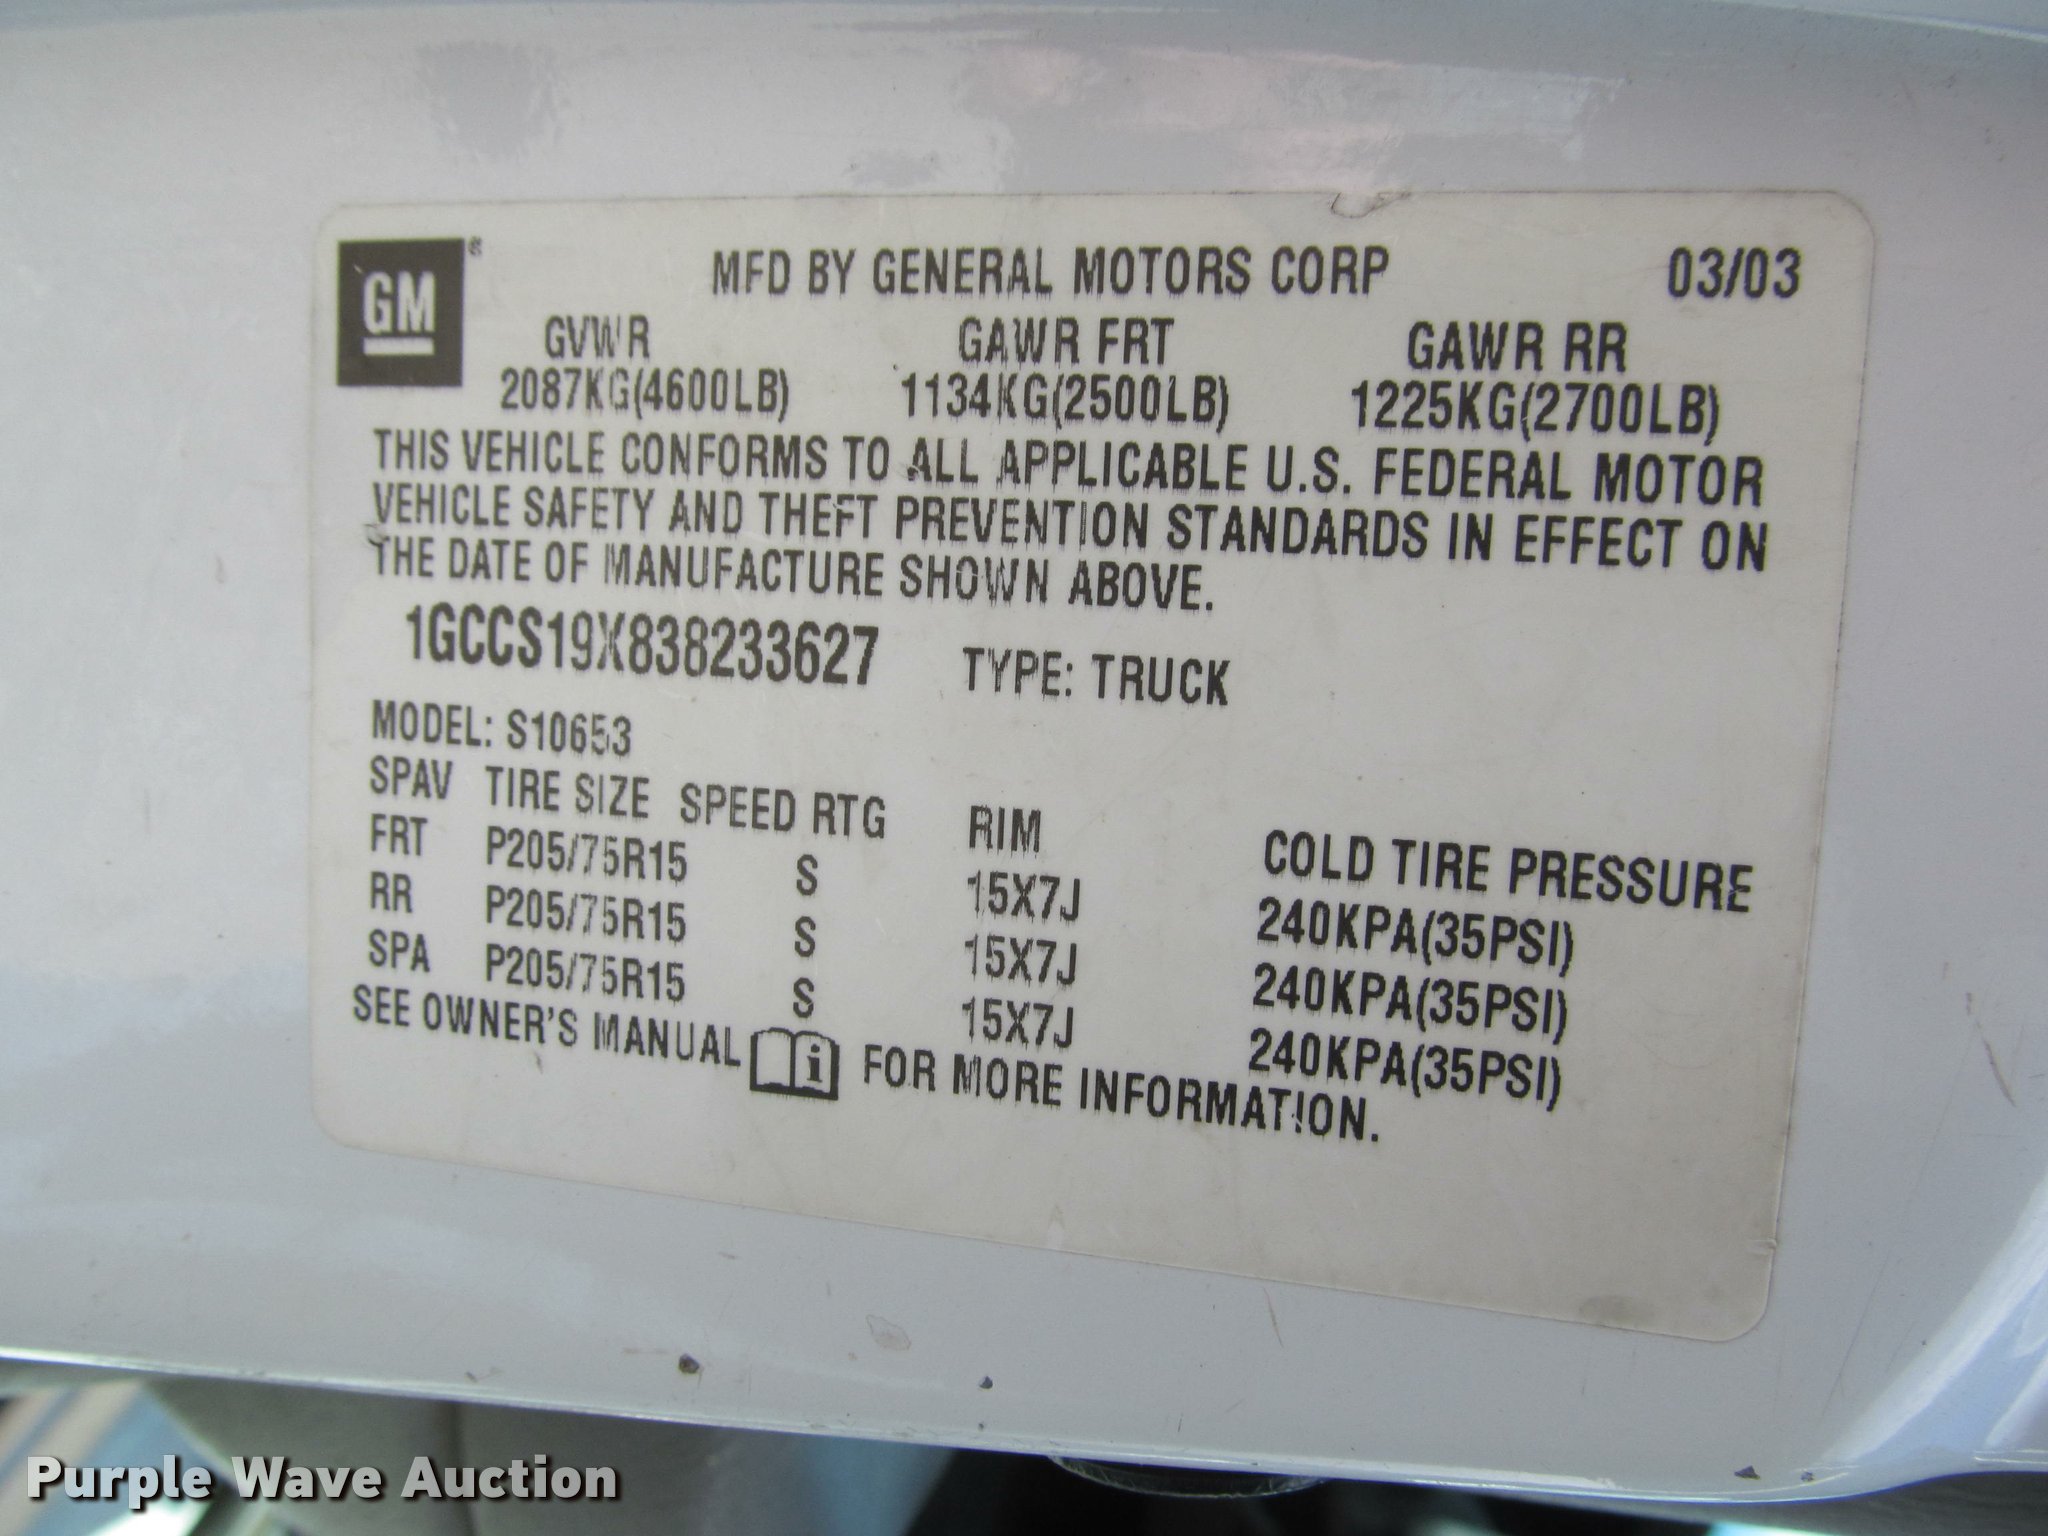 GM ®
MFD BY GENERAL MOTORS CORP 03/03
GVWR GAWR FRT GAWR RR
2087KG(4600LB) 1134KG(2500LB) 1225KG(2700LB)
THIS VEHICLE CONFORMS TO ALL APPLICABLE U.S. FEDERAL MOTOR
VEHICLE SAFETY AND THEFT PREVENTION STANDARDS IN EFFECT ON
THE DATE OF MANUFACTURE SHOWN ABOVE.
1GCCS19X838233627 TYPE: TRUCK
MODEL: S10653
SPAV TIRE SIZE SPEED RTG RIM COLD TIRE PRESSURE
FRT P205/75R15 S 15X7J 240KPA(35PSI)
RR P205/75R15 S 15X7J 240KPA(35PSI)
SPA P205/75R15 S 15X7J 240KPA(35PSI)
SEE OWNER'S MANUAL i FOR MORE INFORMATION.
Purple Wave Auction